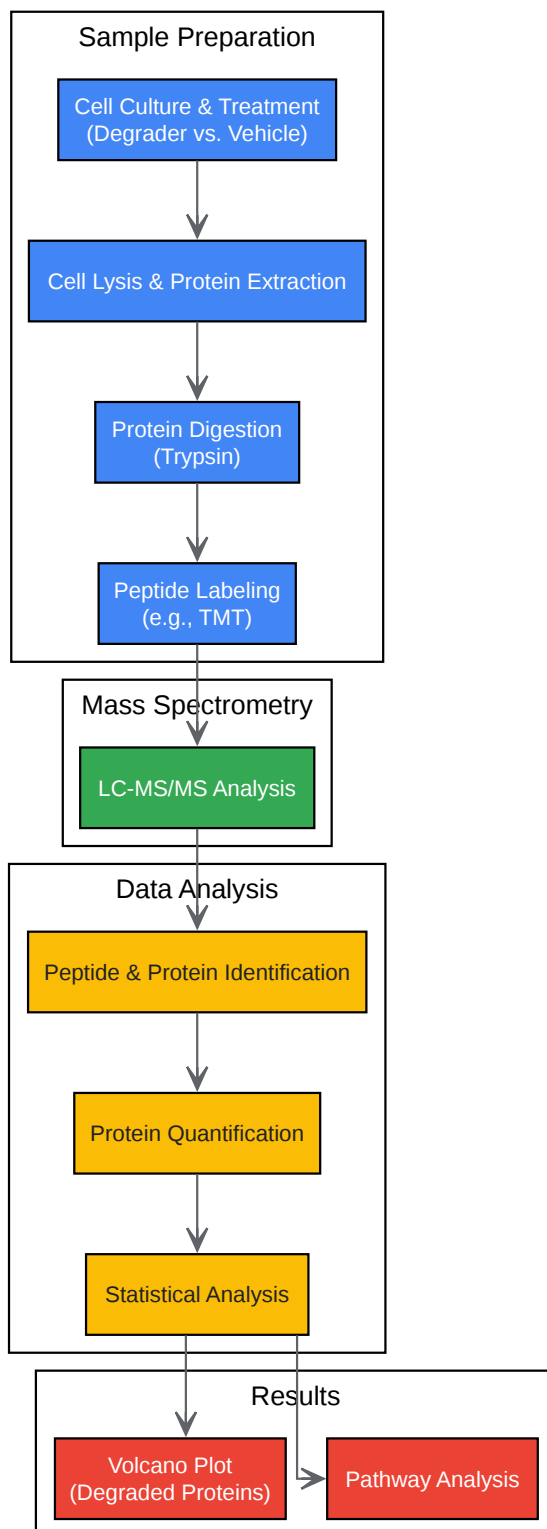 Sample Preparation
Cell Culture & Treatment
(Degrader vs. Vehicle)
Cell Lysis & Protein Extraction
Protein Digestion
(Trypsin)
Peptide Labeling
(e.g., TMT)
Mass Spectrometry
LC-MS/MS Analysis
Data Analysis
Peptide & Protein Identification
Protein Quantification
Statistical Analysis
Results
Volcano Plot
(Degraded Proteins)
Pathway Analysis